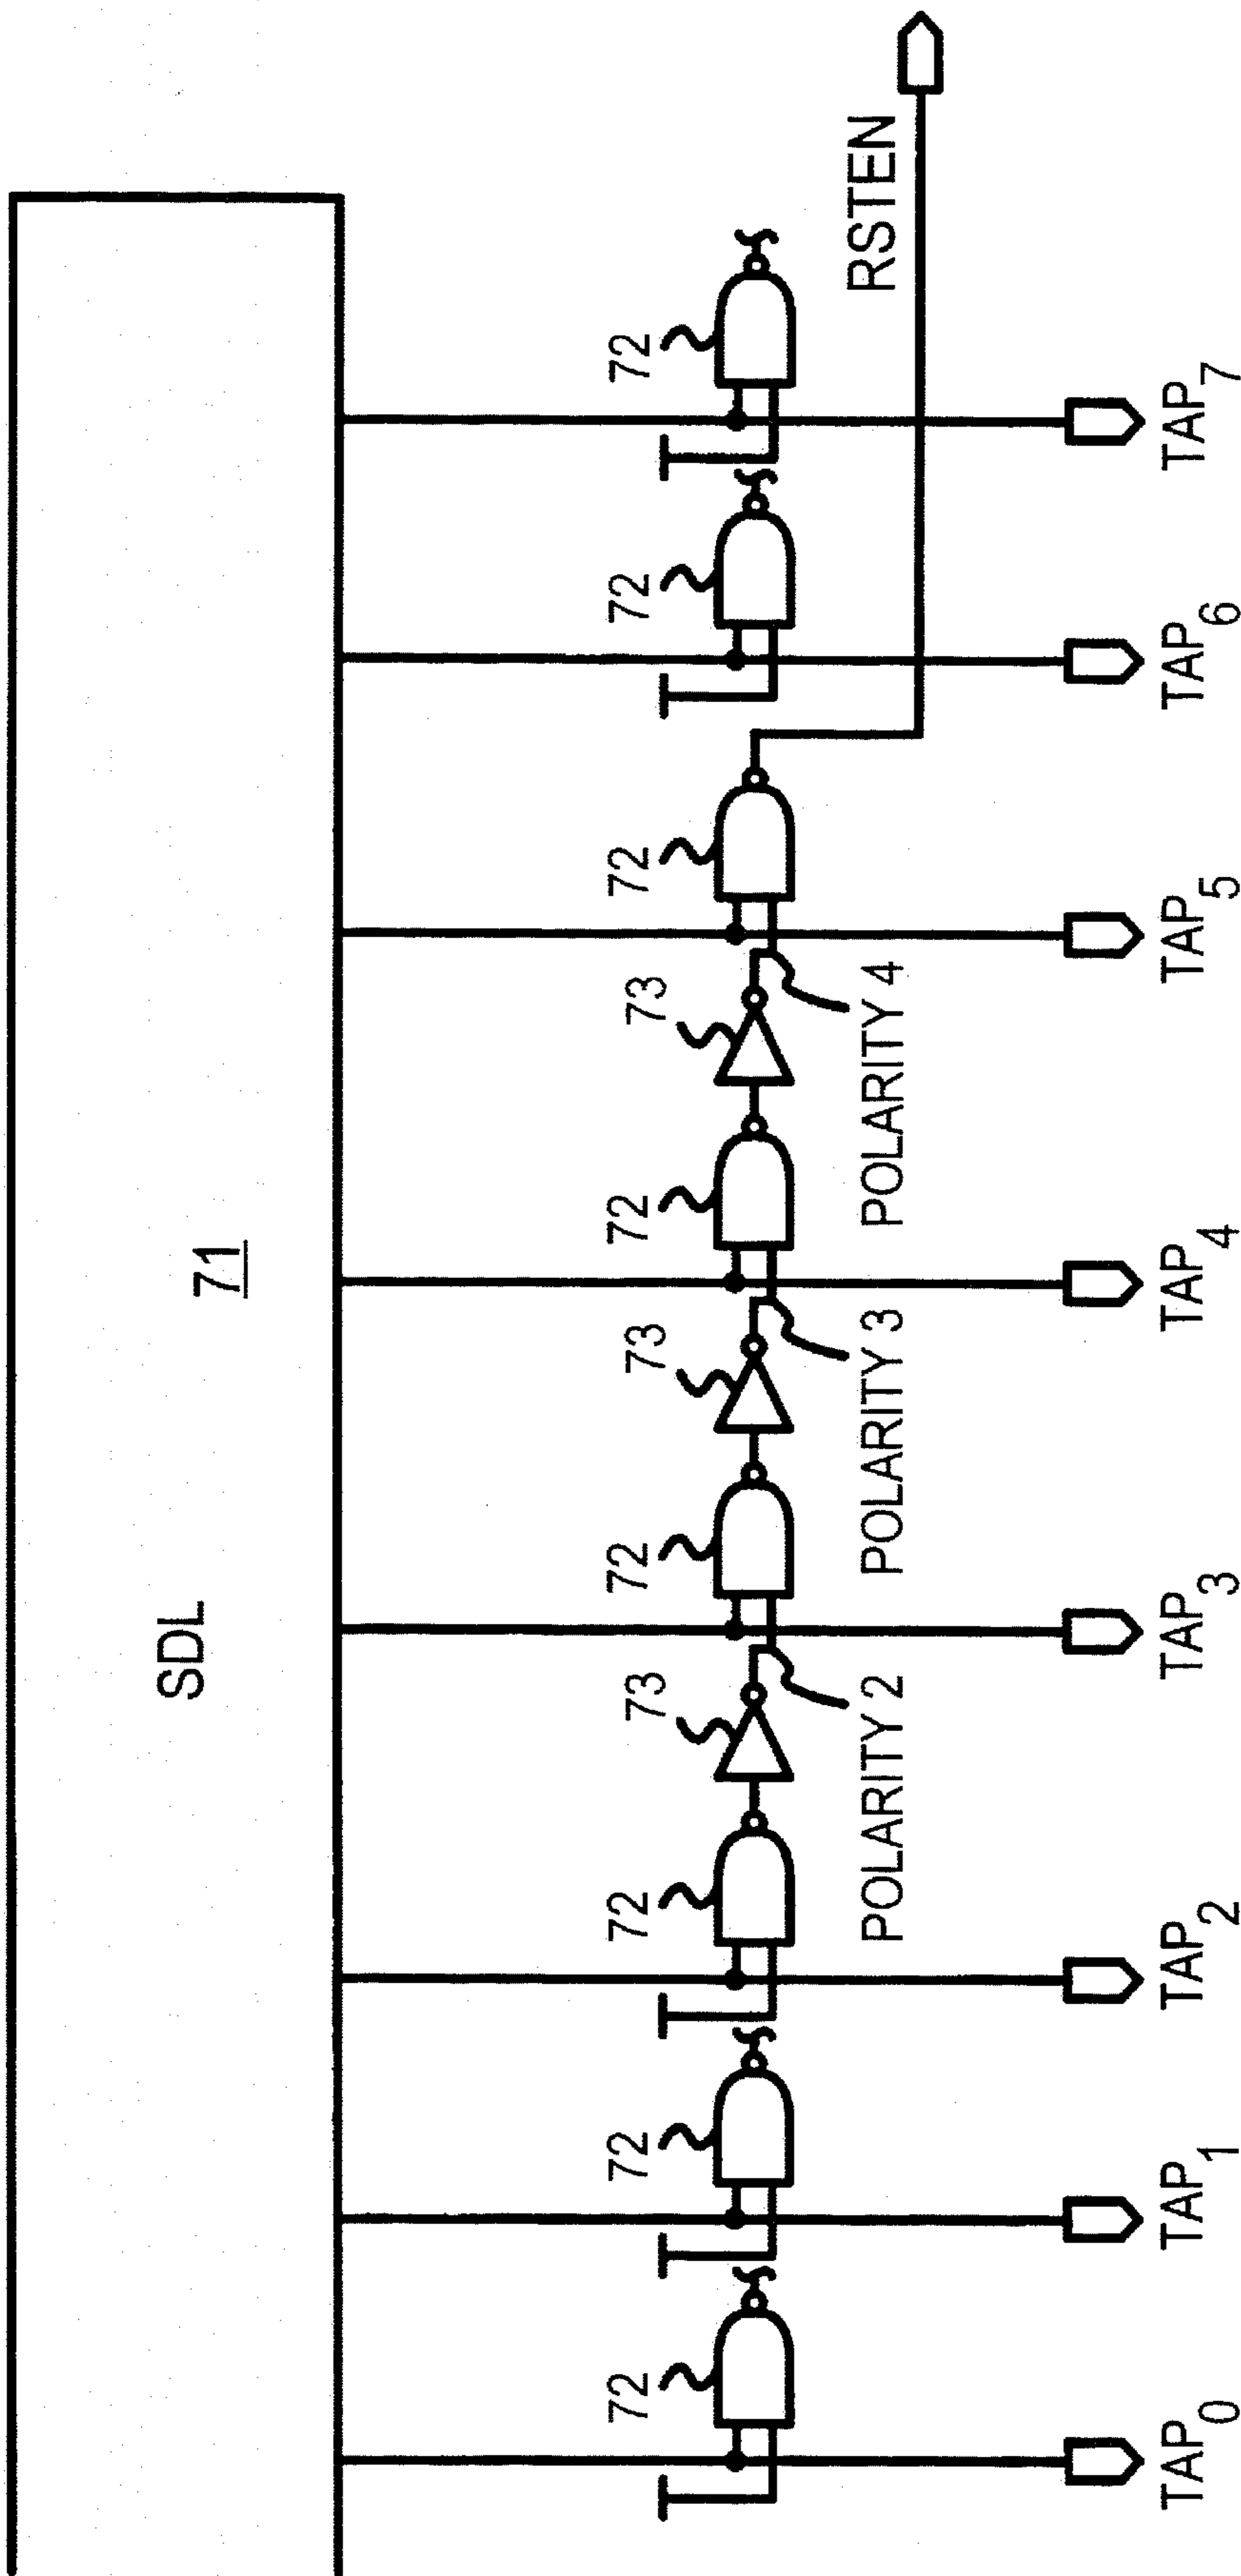 SDL
71
72
72
72
73
72
73
72
73
72
72
72
POLARITY 2
POLARITY 3
POLARITY 4
RSTEN
TAP0
TAP1
TAP2
TAP3
TAP4
TAP5
TAP6
TAP7